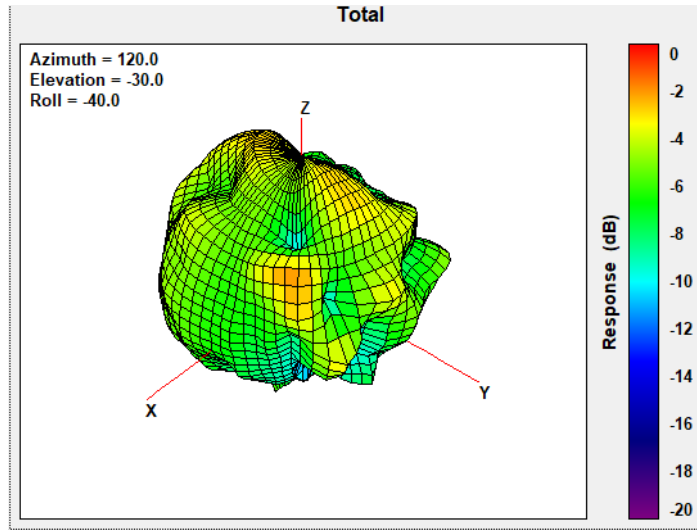 Total
Azimuth = 120.0
Elevation = -30.0
Roll = -40.0
Z
X
Y
0
-2
-4
-6
-8
-10
-12
-14
-16
-18
-20
Response (dB)